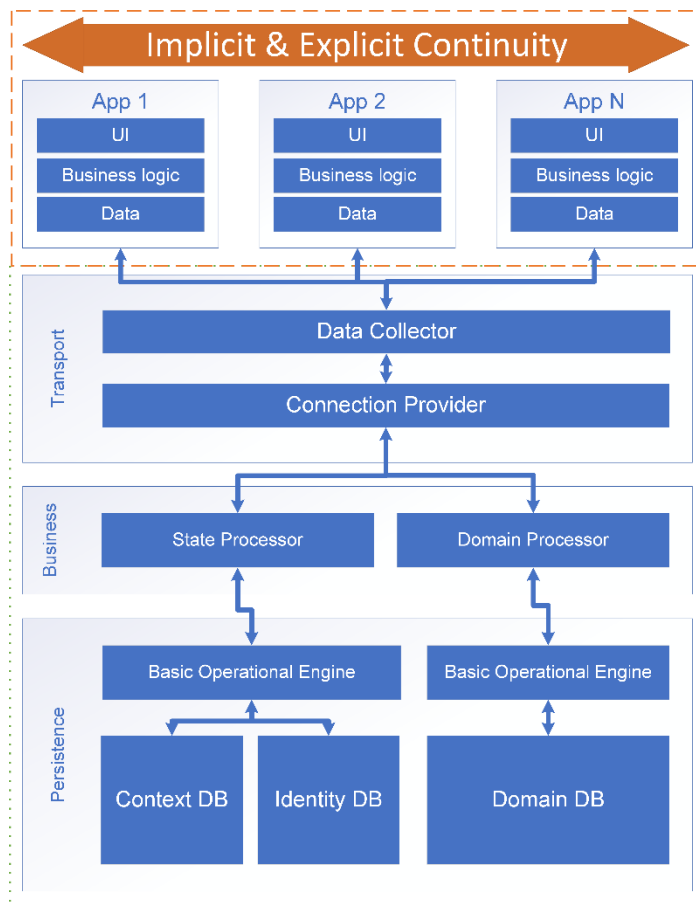 Implicit & Explicit Continuity
App 1
UI
Business logic
Data
App 2
UI
Business logic
Data
App N
UI
Business logic
Data
Transport
Data Collector
Connection Provider
Business
State Processor
Domain Processor
Persistence
Basic Operational Engine
Basic Operational Engine
Context DB
Identity DB
Domain DB